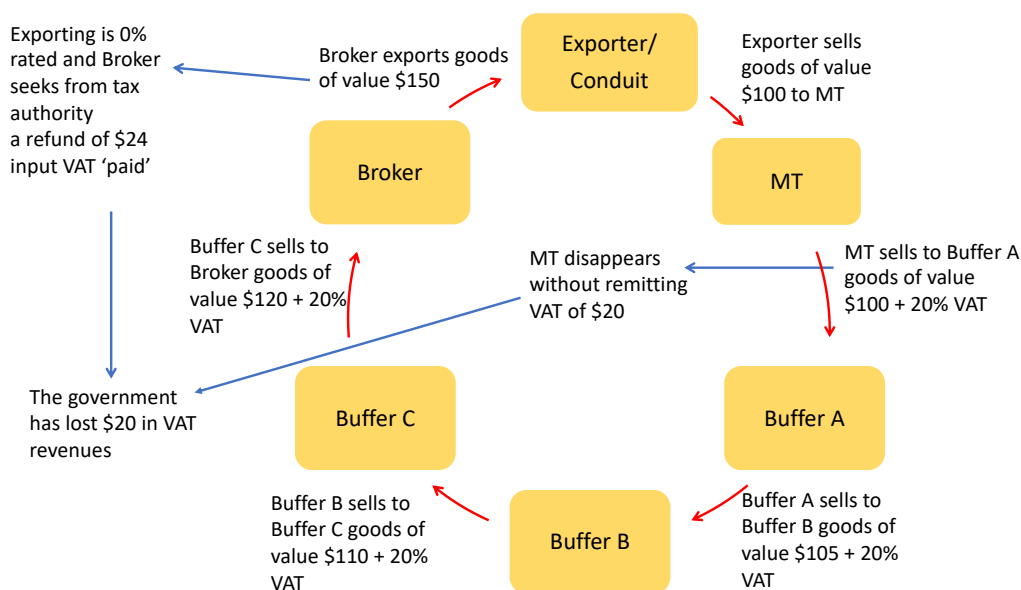 Exporting is 0%
rated and Broker
seeks from tax
authority
a refund of $24
input VAT ‘paid’
Broker exports goods
of value $150
Exporter/
Conduit
Exporter sells
goods of value
$100 to MT
Broker
MT
Buffer C sells to
Broker goods of
value $120 + 20%
VAT
MT disappears
without remitting
VAT of $20
MT sells to Buffer A
goods of value
$100 + 20% VAT
The government
has lost $20 in VAT
revenues
Buffer C
Buffer A
Buffer B sells to
Buffer C goods of
value $110 + 20%
VAT
Buffer B
Buffer A sells to
Buffer B goods of
value $105 + 20%
VAT